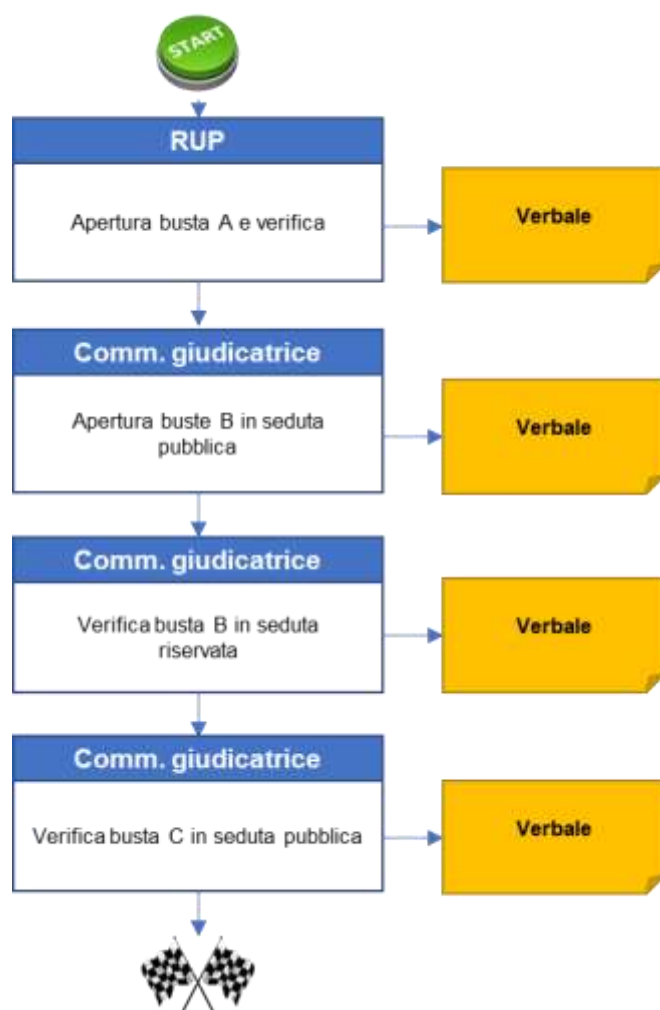 START
RUP
Apertura busta A e verifica
Verbale
Comm. giudicatrice
Apertura buste B in seduta
pubblica
Verbale
Comm. giudicatrice
Verifica busta B in seduta
riservata
Verbale
Comm. giudicatrice
Verifica busta C in seduta pubblica
Verbale